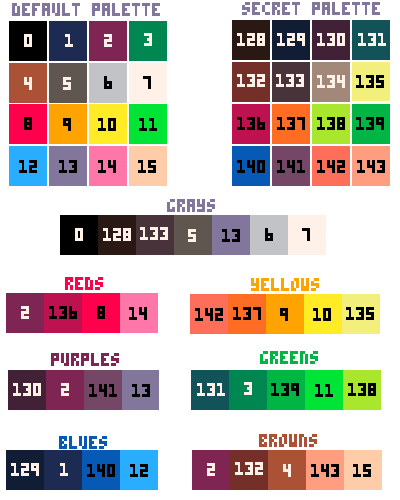 DEFAULT PALETTE
0 1 2 3
4 5 6 7
8 9 10 11
12 13 14 15
SECRET PALETTE
128 129 130 131
132 133 134 135
136 137 138 139
140 141 142 143
GRAYS
0 128 133 5 13 6 7
REDS
2 136 8 14
YELLOWS
142 137 9 10 135
PURPLES
130 2 141 13
GREENS
131 3 139 11 138
BLUES
129 1 140 12
BROWNS
2 132 4 143 15